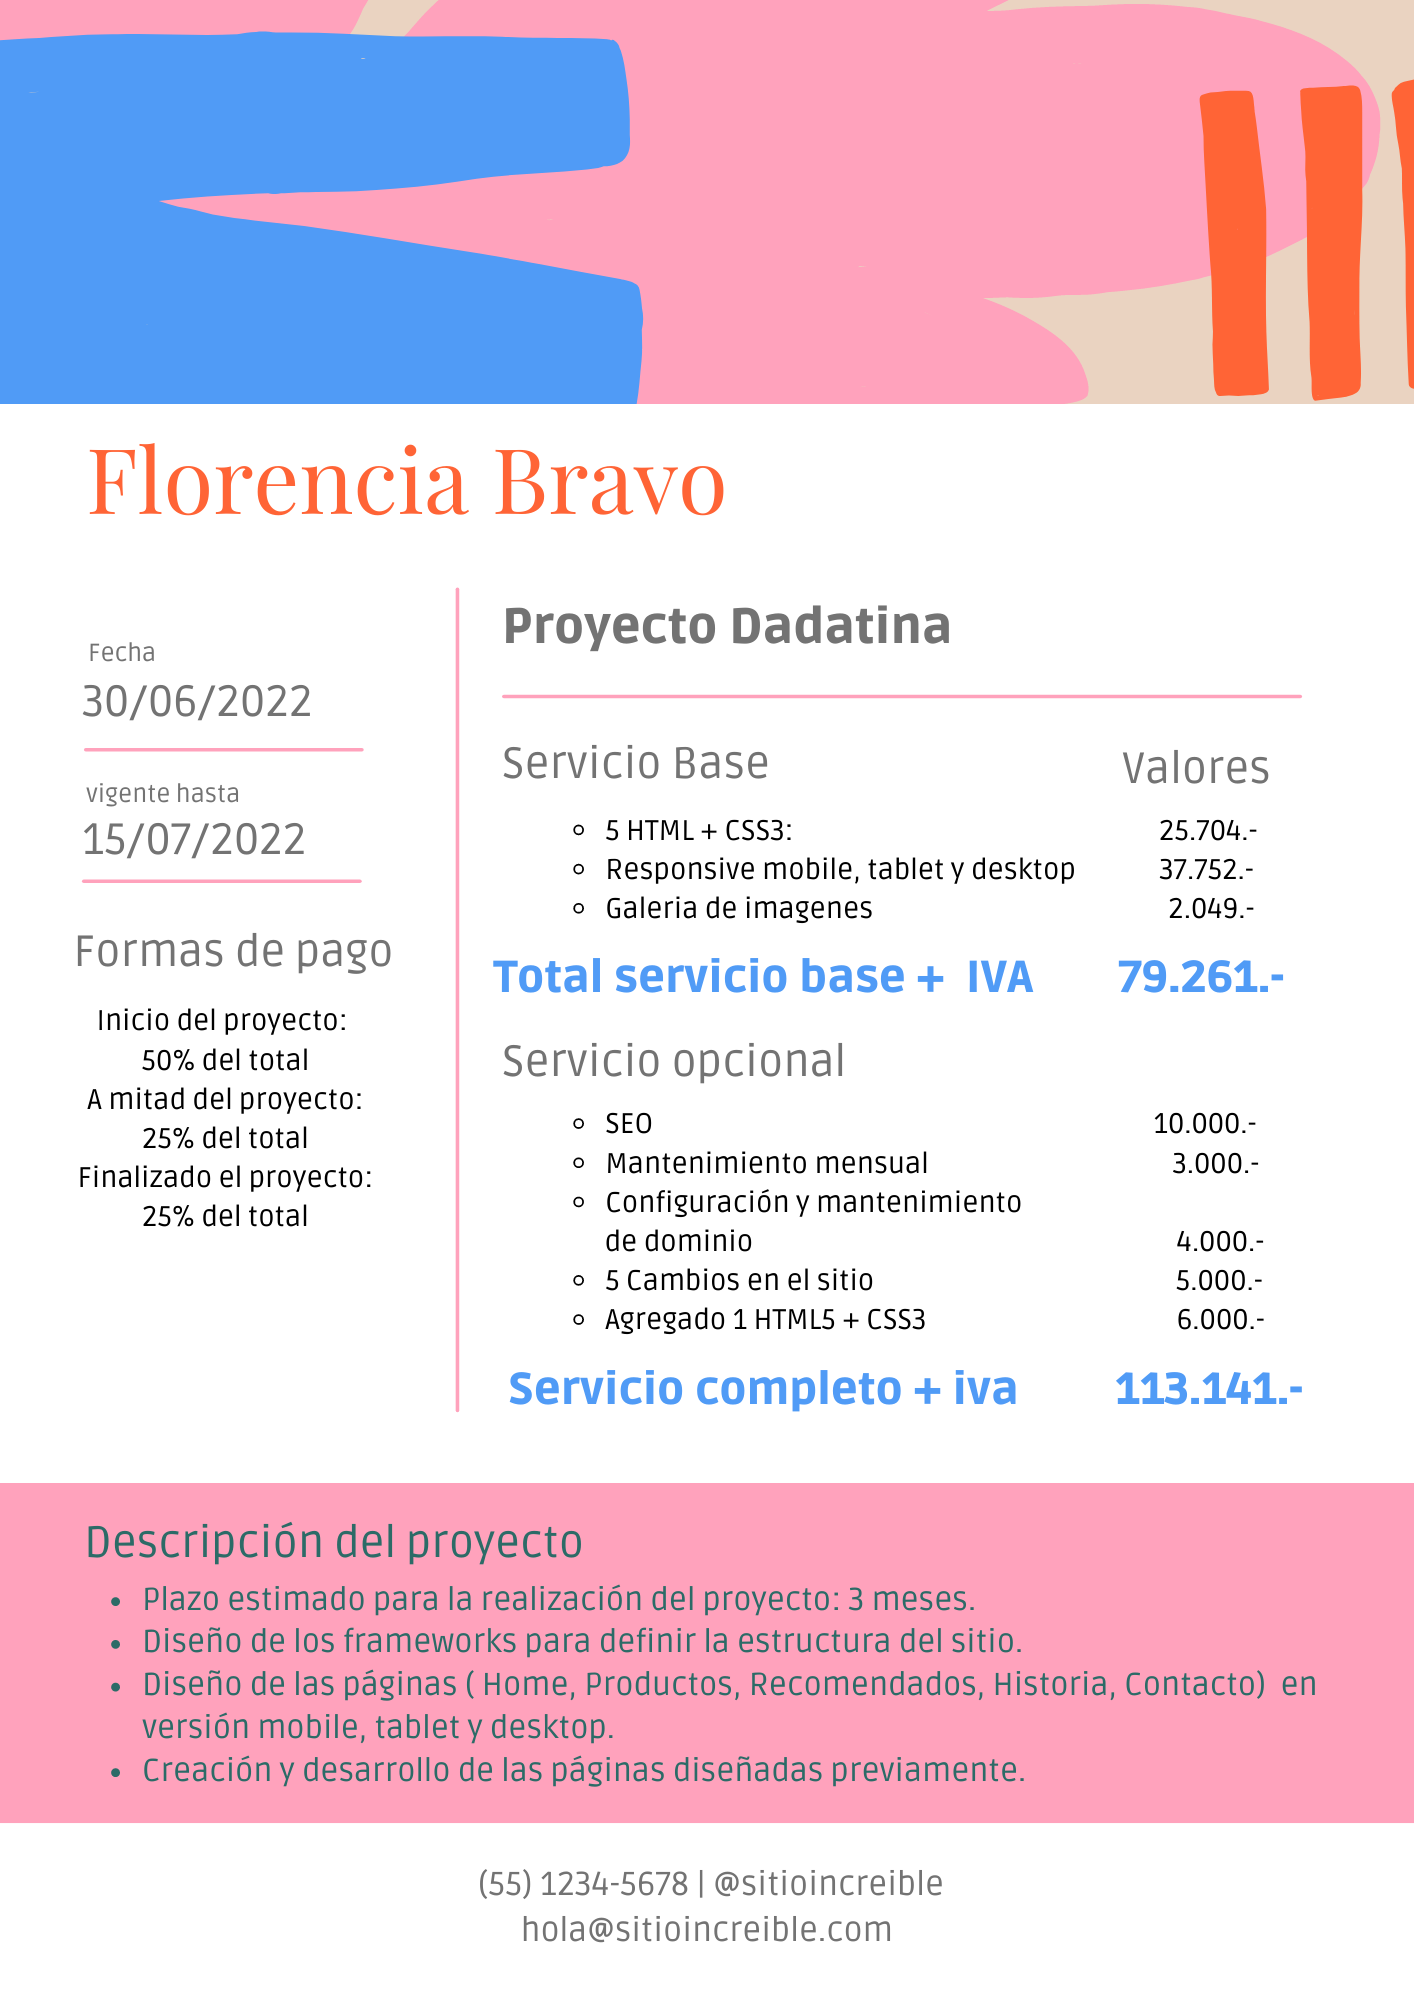 Florencia Bravo
Fecha
30/06/2022
vigente hasta
15/07/2022
Formas de pago
Inicio del proyecto:
50% del total
A mitad del proyecto:
25% del total
Finalizado el proyecto:
25% del total
Proyecto Dadatina
Servicio Base Valores
5 HTML + CSS3: 25.704.-
Responsive mobile, tablet y desktop 37.752.-
Galeria de imagenes 2.049.-
Total servicio base + IVA 79.261.-
Servicio opcional
SEO 10.000.-
Mantenimiento mensual 3.000.-
Configuración y mantenimiento
de dominio 4.000.-
5 Cambios en el sitio 5.000.-
Agregado 1 HTML5 + CSS3 6.000.-
Servicio completo + iva 113.141.-
Descripción del proyecto
Plazo estimado para la realización del proyecto: 3 meses.
Diseño de los frameworks para definir la estructura del sitio.
Diseño de las páginas ( Home, Productos, Recomendados, Historia, Contacto) en
versión mobile, tablet y desktop.
Creación y desarrollo de las páginas diseñadas previamente.
(55) 1234-5678 | @sitioincreible
hola@sitioincreible.com